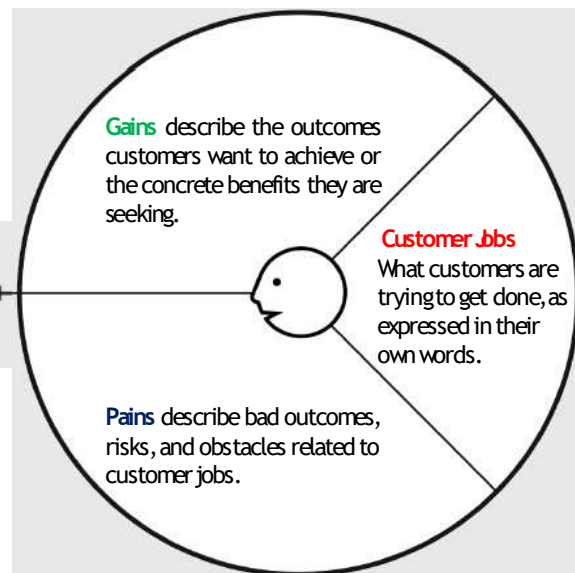 Gains describe the outcomes
customers want to achieve or
the concrete benefits they are
seeking.
Customer Jobs
What customers are
trying to get done, as
expressed in their
own words.
Pains describe bad outcomes,
risks, and obstacles related to
customer jobs.